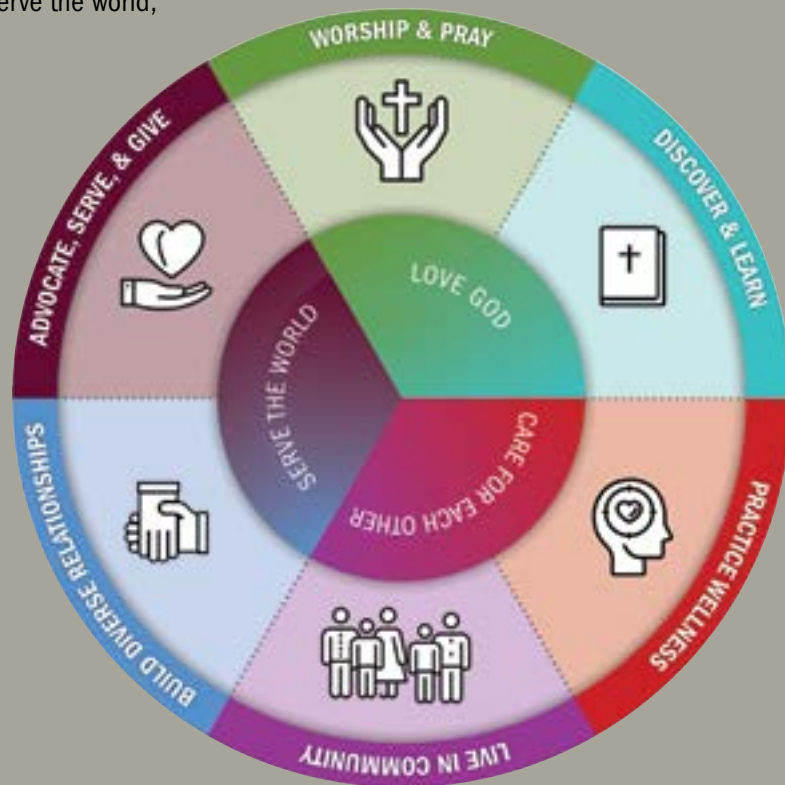 serve the world,
WORSHIP & PRAY
DISCOVER & LEARN
PRACTICE WELLNESS
LIVE IN COMMUNITY
BUILD DIVERSE RELATIONSHIPS
ADVOCATE, SERVE, & GIVE
LOVE GOD
CARE FOR EACH OTHER
SERVE THE WORLD